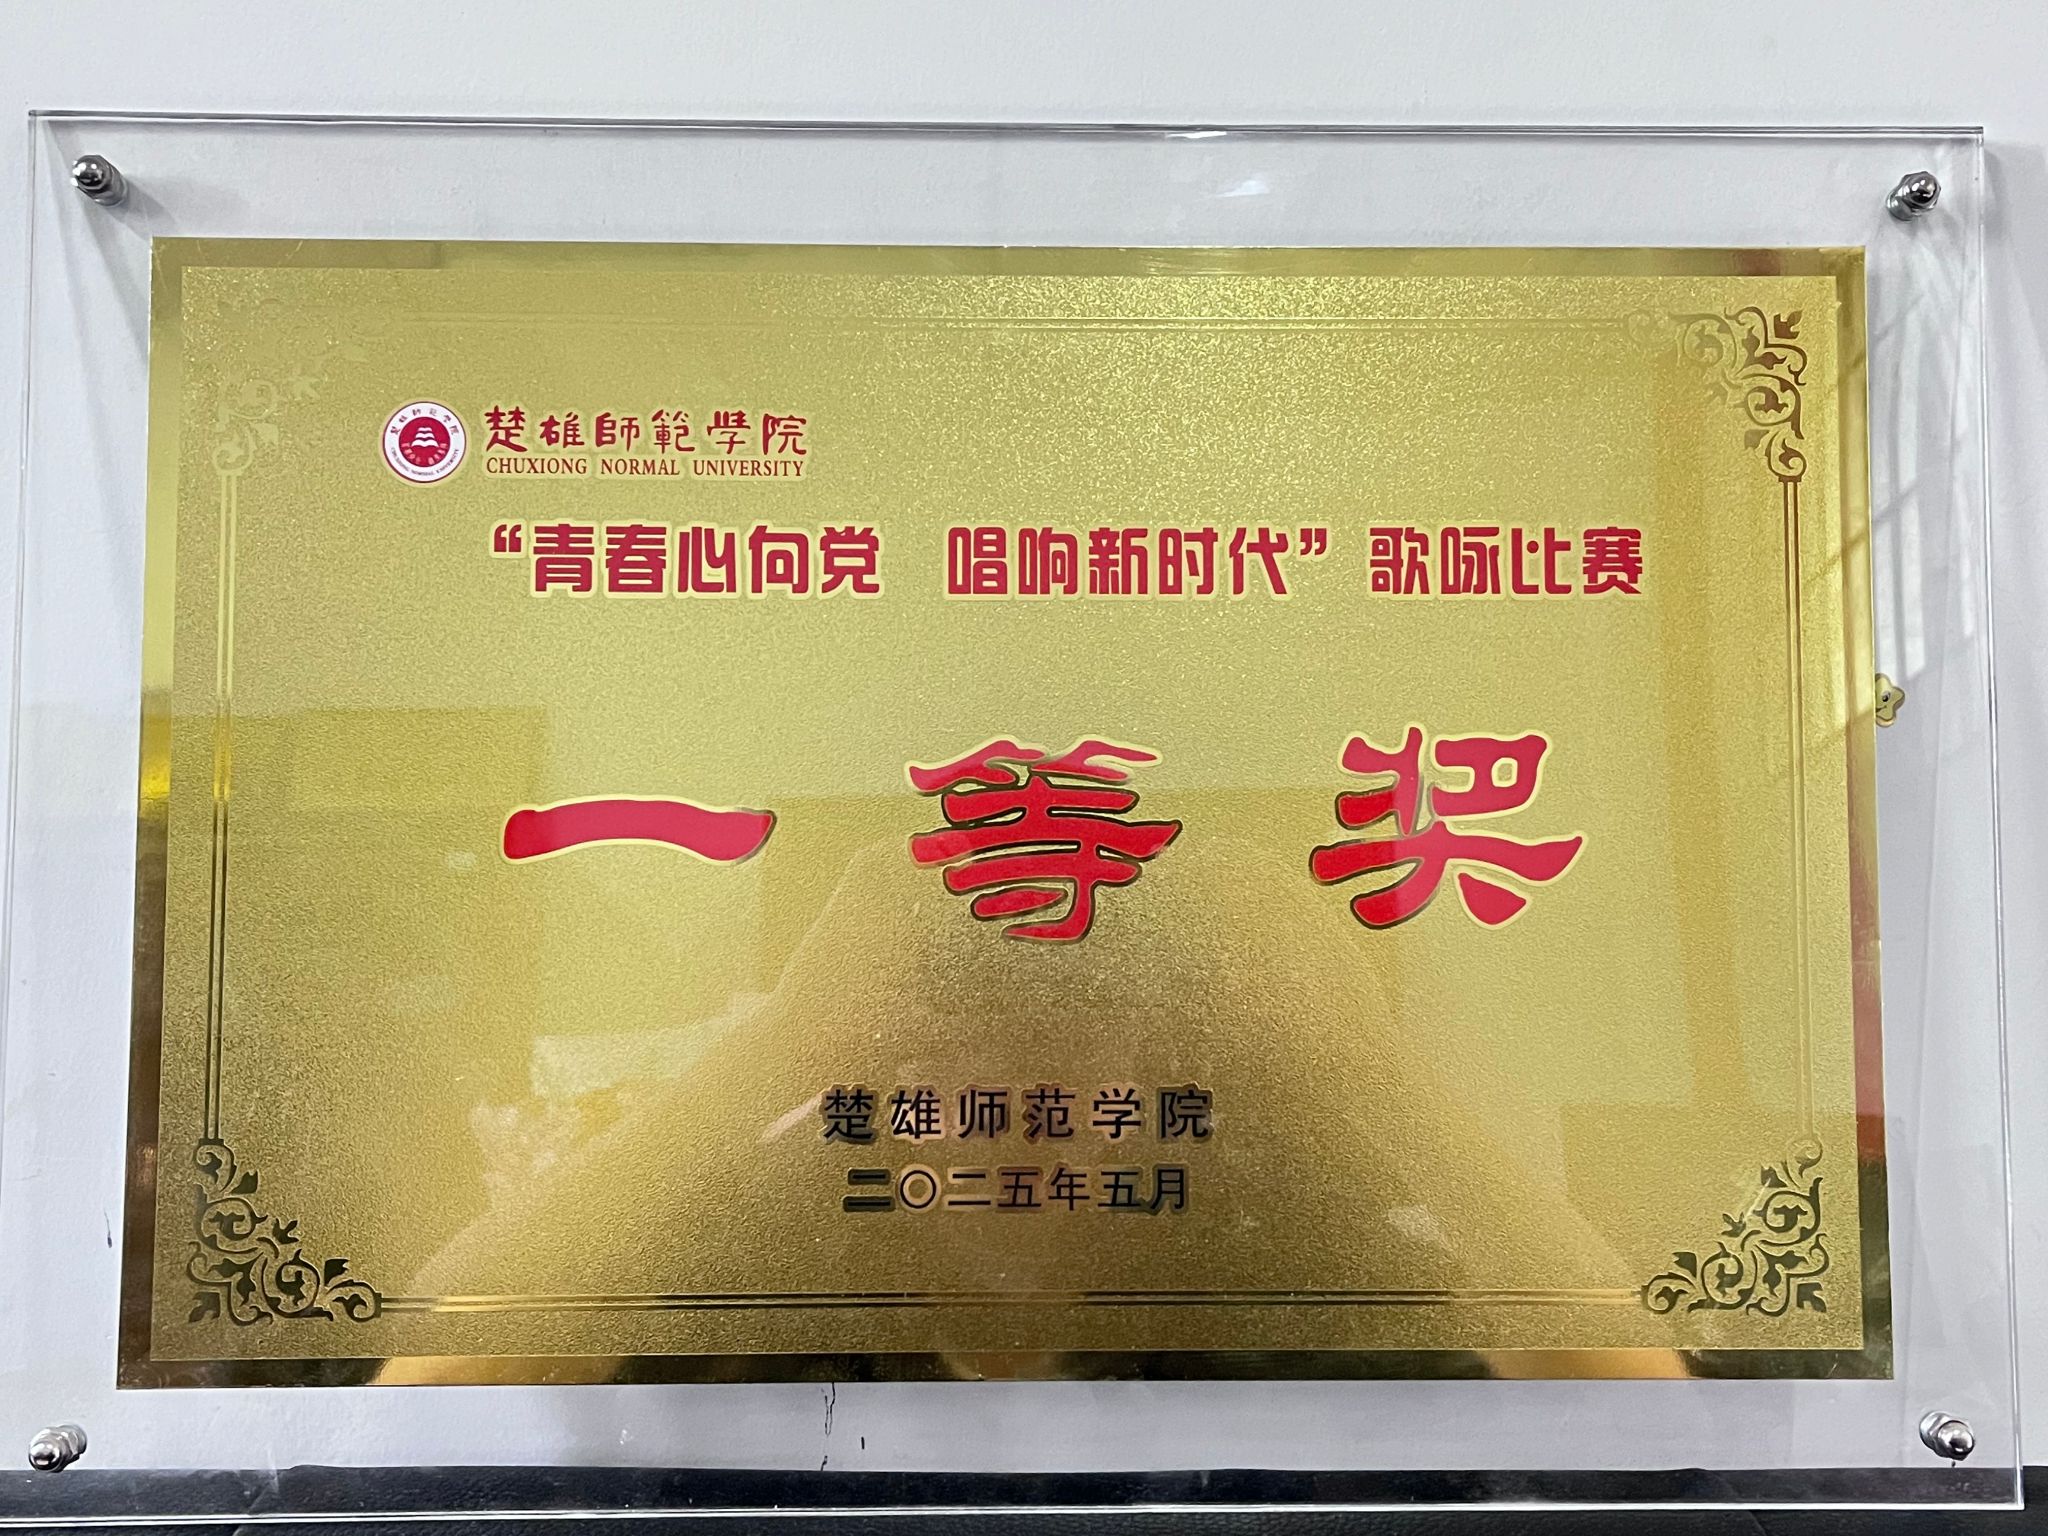 楚雄師範學院
CHUXIONG NORMAL UNIVERSITY
“青春心向党 唱响新时代”歌咏比赛
一等奖
楚雄师范学院
二〇二五年五月